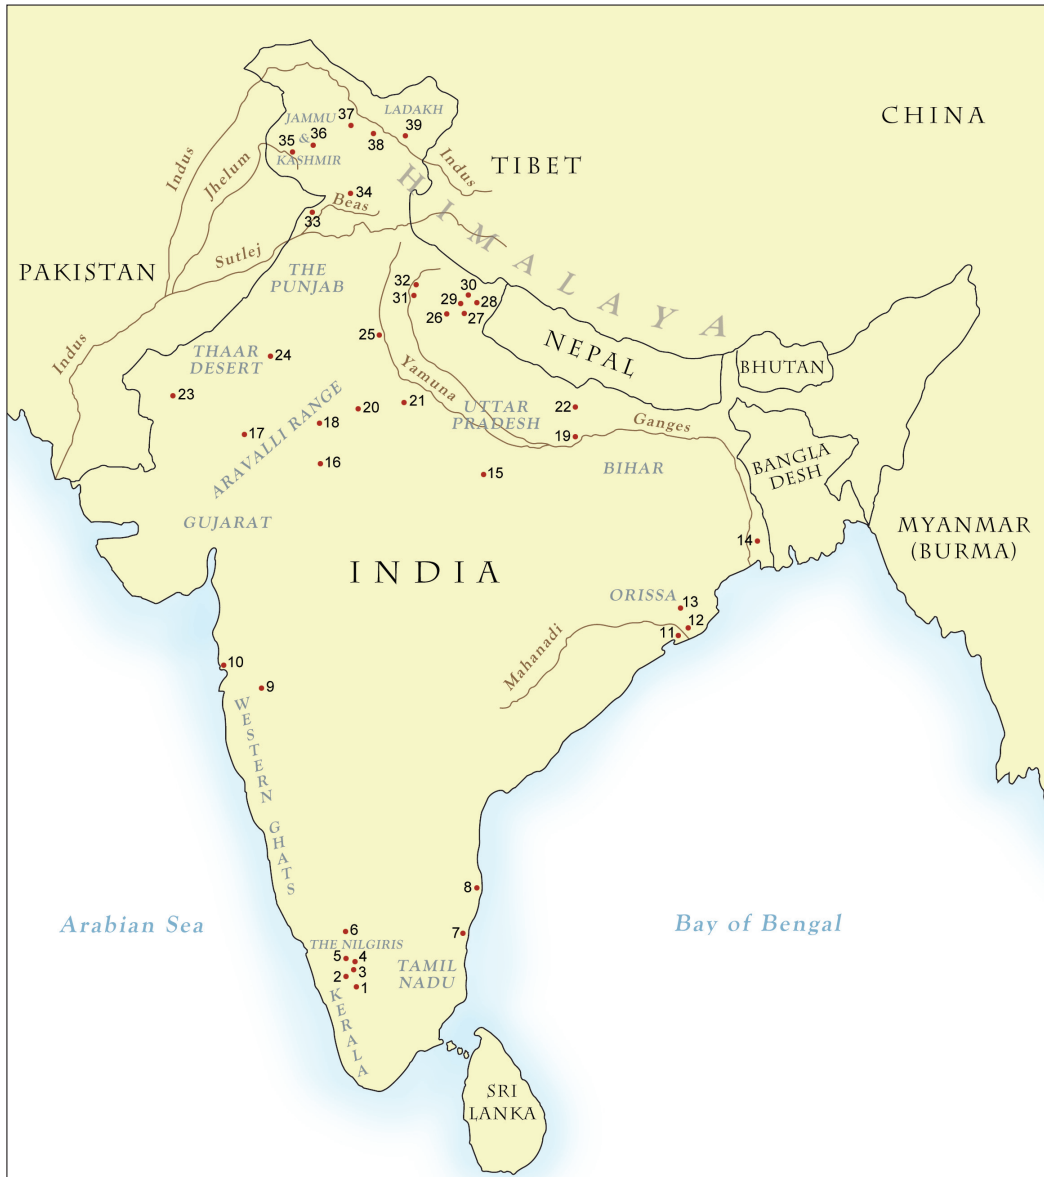 CHINA
LADAKH
37
JAMMU
39
36
&
38
35
KASHMIR
Indus
TIBET
Indus
Jhelum
34
Beas
33
HIMALAYA
Sutlej
PAKISTAN
THE
PUNJAB
32
31
30
29
28
26
27
25
Indus
NEPAL
THAAR
DESERT
24
BHUTAN
Yamuna
23
ARAVALLI RANGE
20
21
UTTAR
PRADESH
22
18
Ganges
17
19
BANGLA
DESH
16
15
BIHAR
GUJARAT
MYANMAR
(BURMA)
14
INDIA
ORISSA
13
12
11
Mahanadi
10
9
WESTERN GHATS
8
Arabian Sea
Bay of Bengal
6
7
THE NILGIRIS
5
4
TAMIL
NADU
3
2
1
KERALA
SRI
LANKA